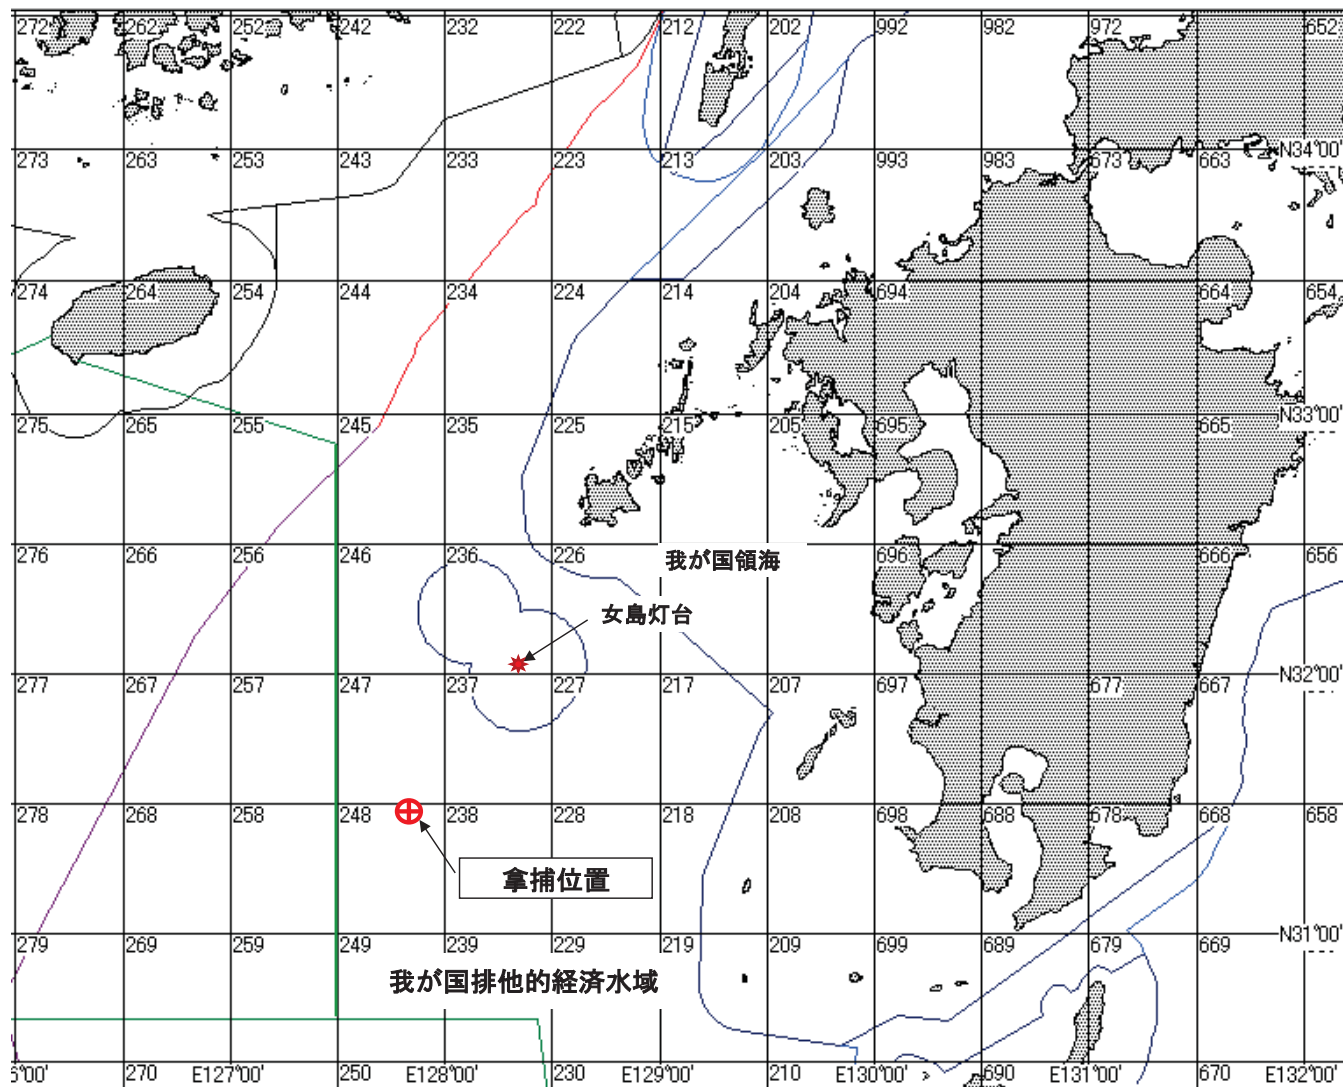 272 262 252 242 232 222 212 202 992 982 972 652
273 263 253 243 233 223 213 203 993 983 673 663 N34°00'
274 264 254 244 234 224 214 204 694 664 654
275 265 255 245 235 225 215 205 695 665 N33°00'
276 266 256 246 236 226 我が国領海 696 666 656
女島灯台
277 267 257 247 237 227 217 207 697 677 667 N32°00'
278 268 258 248 238 228 218 208 698 688 678 668 658
拿捕位置
279 269 259 249 239 229 219 209 699 689 679 669 N31°00'
我が国排他的経済水域
270 E127°00' 250 E128°00' 230 E129°00' 210 E130°00' 690 E131°00' 670 E132°00'